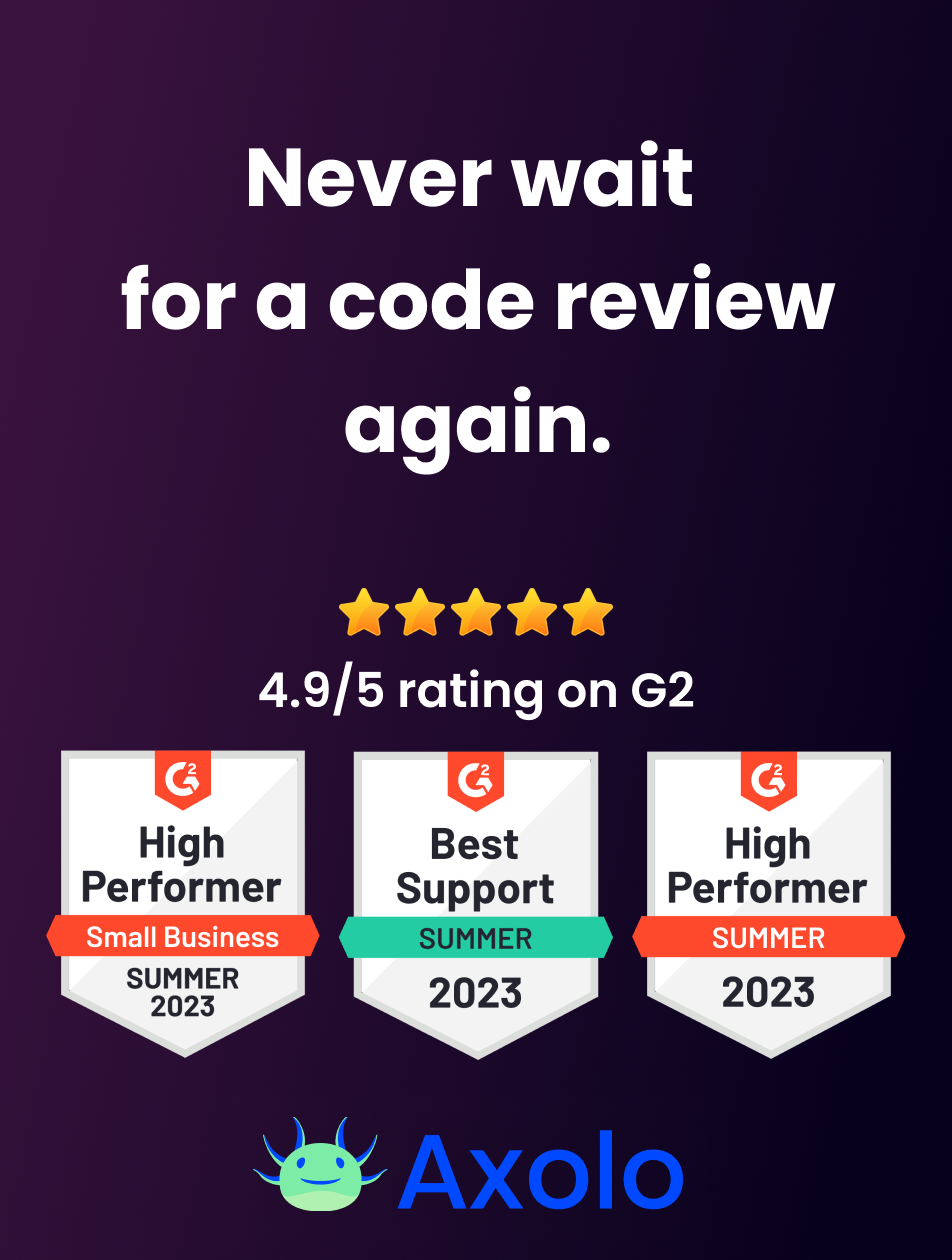 Never wait
for a code review
again.
4.9/5 rating on G2
G2
High
Performer
Small Business
SUMMER
2023
G2
Best
Support
SUMMER
2023
G2
High
Performer
SUMMER
2023
Axolo